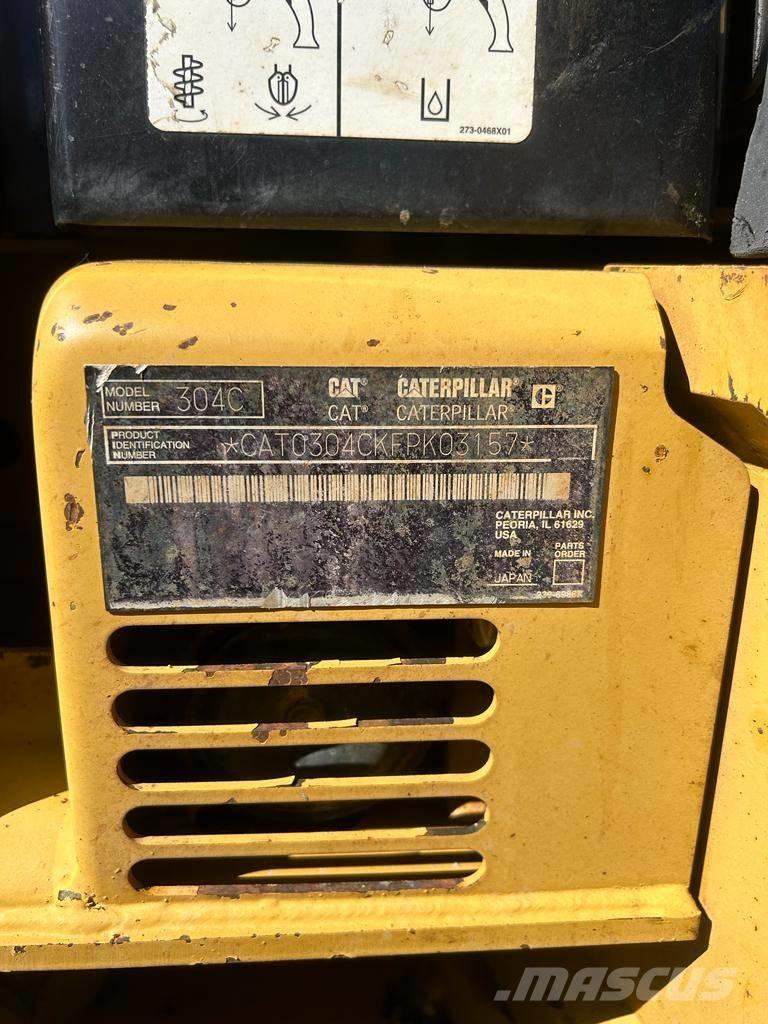 273-0468X01
MODEL NUMBER 304C
CAT® CATERPILLAR® C
CAT® CATERPILLAR®
PRODUCT IDENTIFICATION NUMBER *CAT0304CKFPK03157*
CATERPILLAR INC.
PEORIA, IL 61629
USA
MADE IN
JAPAN
PARTS ORDER
MASCUS